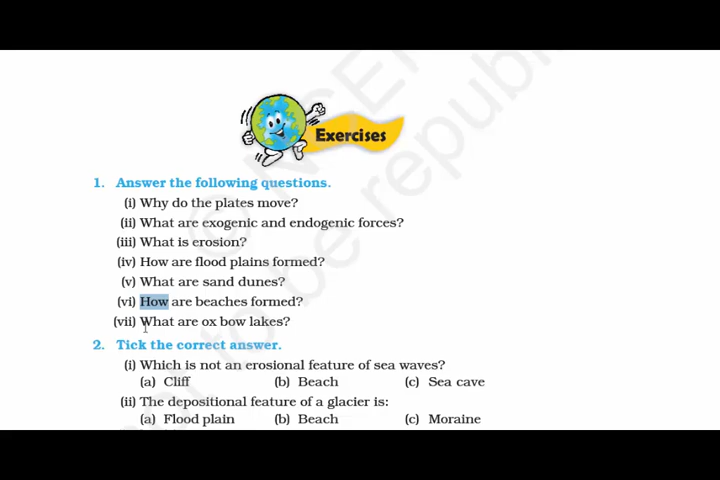 Exercises
1. Answer the following questions.
(i) Why do the plates move?
(ii) What are exogenic and endogenic forces?
(iii) What is erosion?
(iv) How are flood plains formed?
(v) What are sand dunes?
(vi) How are beaches formed?
(vii) What are ox bow lakes?
2. Tick the correct answer.
(i) Which is not an erosional feature of sea waves?
(a) Cliff (b) Beach (c) Sea cave
(ii) The depositional feature of a glacier is:
(a) Flood plain (b) Beach (c) Moraine